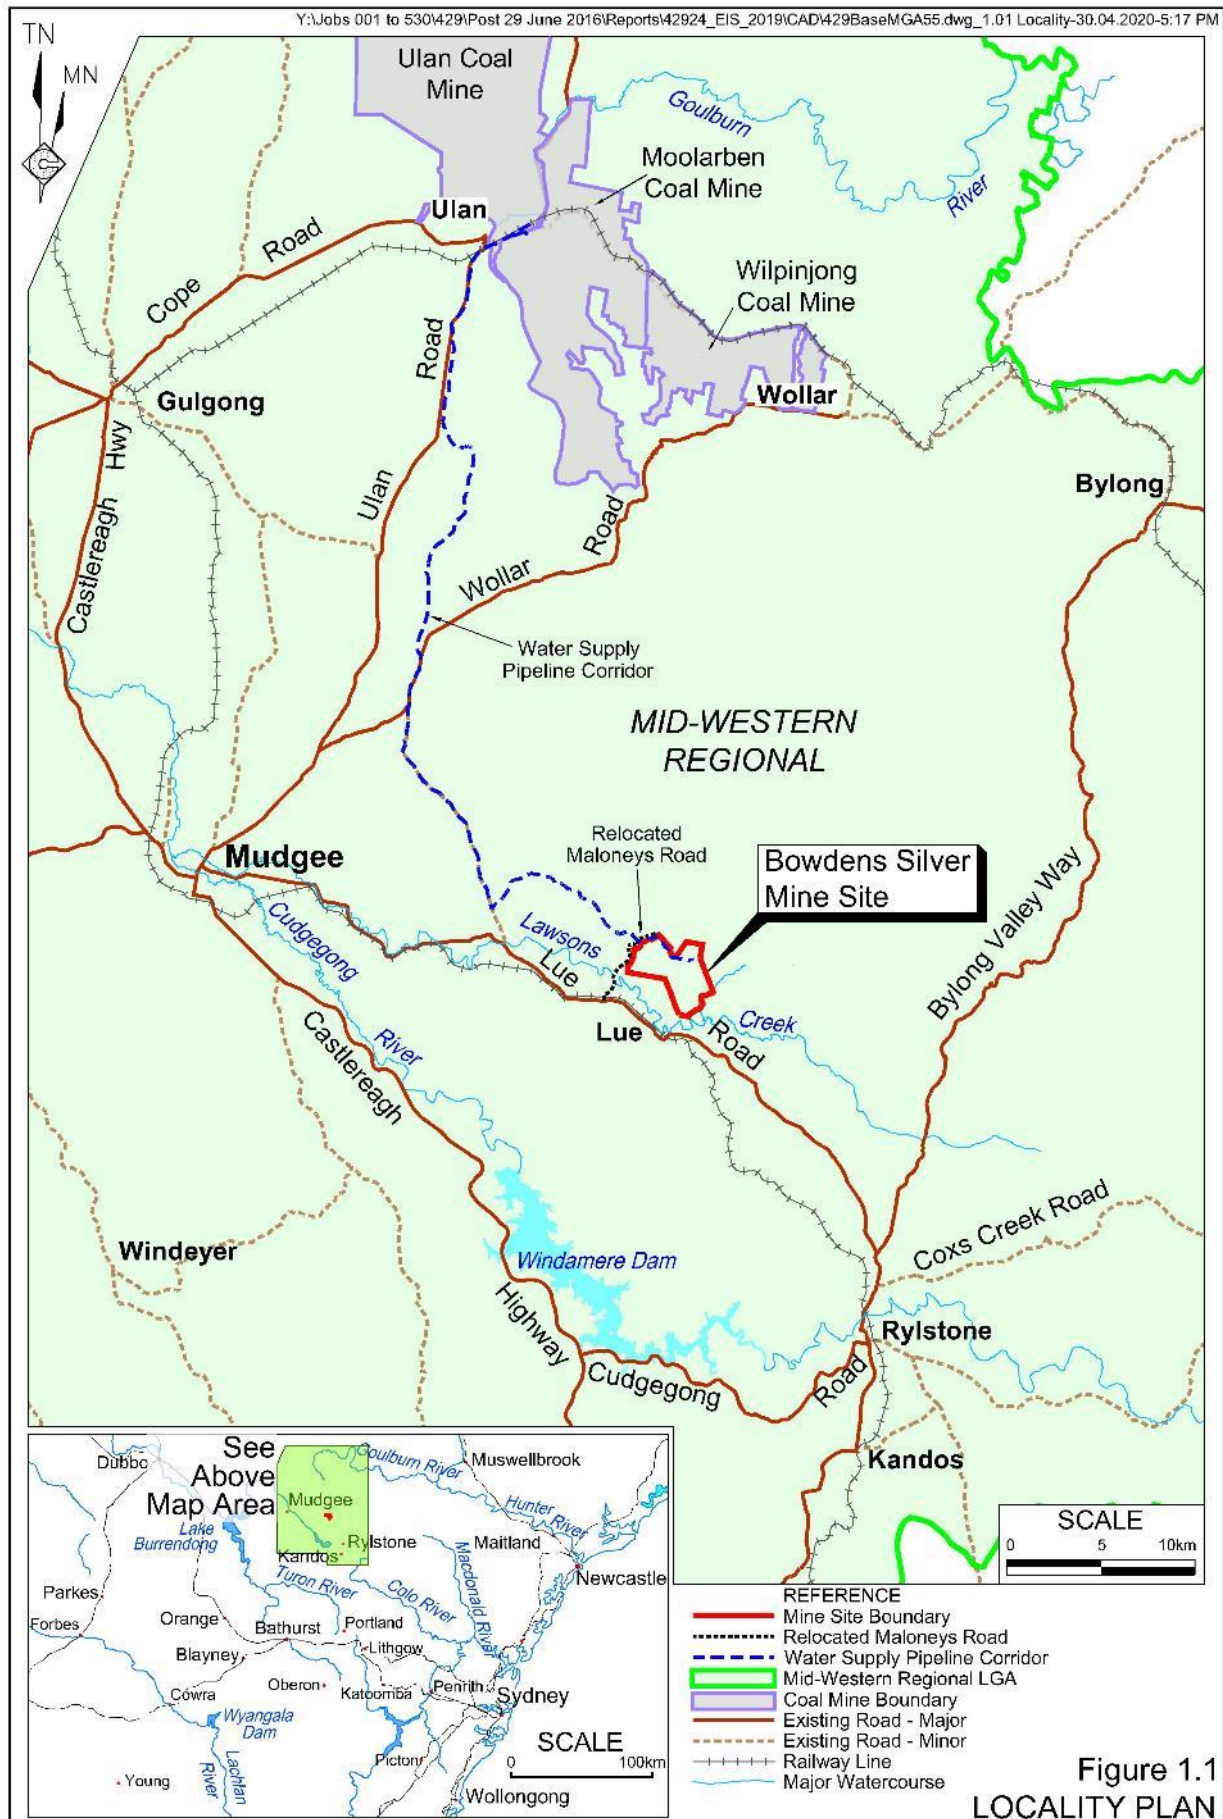 Y:\Jobs 001 to 530\429\Post 29 June 2016\Reports\42924_EIS_2019\CAD\429BaseMGA55.dwg_1.01 Locality-30.04.2020-5:17 PM
TN
MN
Ulan Coal
Mine
Goulburn
River
Moolarben
Coal Mine
Ulan
Cope
Road
Wilpinjong
Coal Mine
Road
Ulan
Gulgong
Wollar
Castlereagh
Hwy
Bylong
Wollar
Road
Water Supply
Pipeline Corridor
MID-WESTERN
REGIONAL
Relocated
Maloneys Road
Bowdens Silver
Mine Site
Mudgee
Cudgegong
River
Lawsons
Creek
Lue
Road
Lue
Bylong Valley Way
Castlereagh
Highway
Windeyer
Windamere Dam
Coxs Creek Road
Rylstone
Cudgegong
Road
Kandos
SCALE
0 5 10km
See
Above
Map Area
Dubbo
Goulburn River
Muswellbrook
Mudgee
Hunter
River
Lake
Burrendong
Rylstone
Kandos
Maitland
Macdonald River
Turon River
Colo River
Newcastle
Parkes
Forbes
Orange
Bathurst
Portland
Lithgow
Blayney
Oberon
Katoomba
Penrith
Sydney
Cowra
Wyangala
Dam
Lachlan
River
Young
Picton
Wollongong
SCALE
0 100km
REFERENCE
Mine Site Boundary
Relocated Maloneys Road
Water Supply Pipeline Corridor
Mid-Western Regional LGA
Coal Mine Boundary
Existing Road - Major
Existing Road - Minor
Railway Line
Major Watercourse
Figure 1.1
LOCALITY PLAN